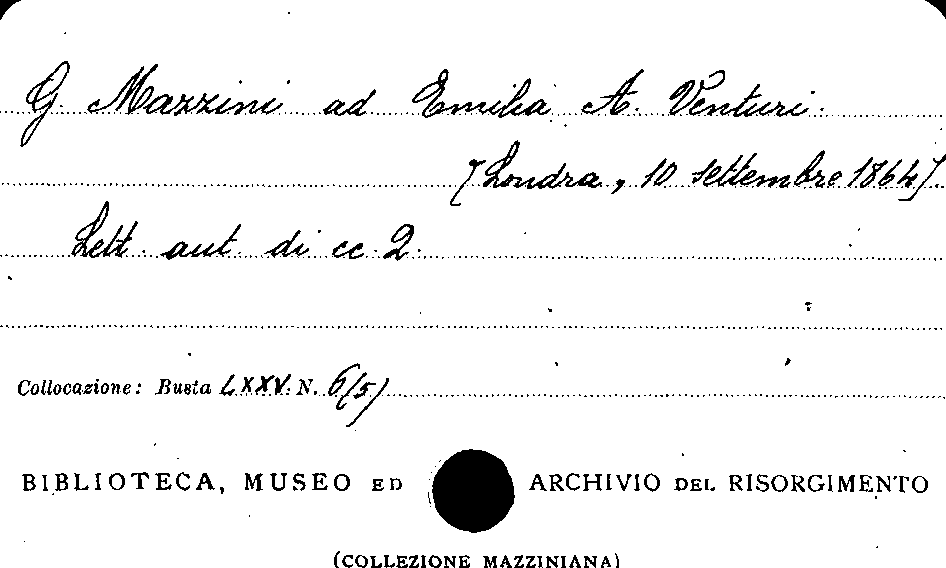 G. Mazzini ad Emilia A. Venturi.
[Londra, 10 settembre 1864].
Lett. aut. di cc. 2.
Collocazione: Busta LXXV. N. 6(5)
BIBLIOTECA, MUSEO ED ARCHIVIO DEL RISORGIMENTO
(COLLEZIONE MAZZINIANA)